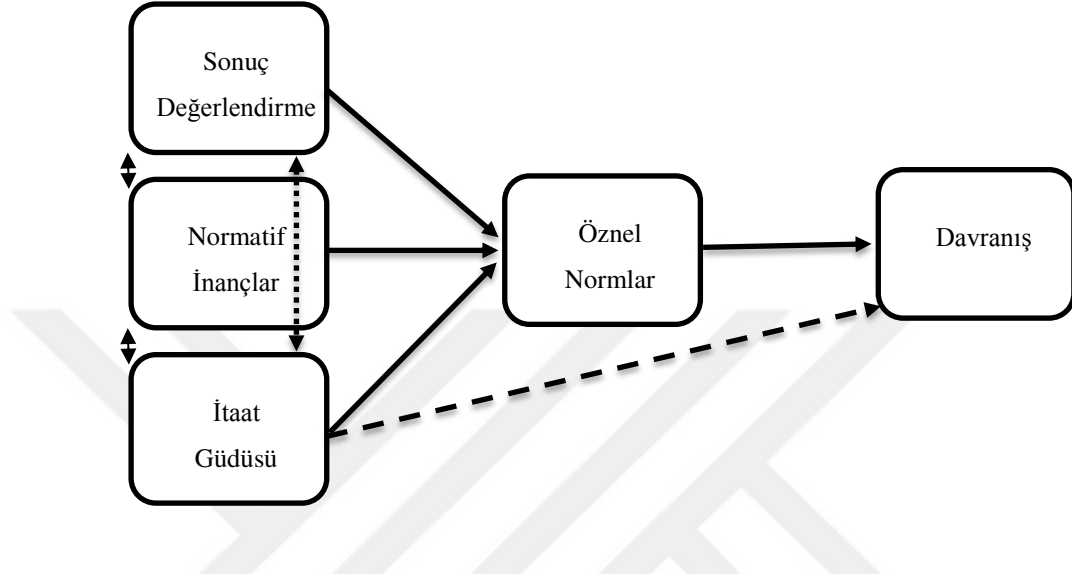 Sonuç
Değerlendirme
Normatif
İnançlar
İtaat
Güdüsü
Öznel
Normlar
Davranış